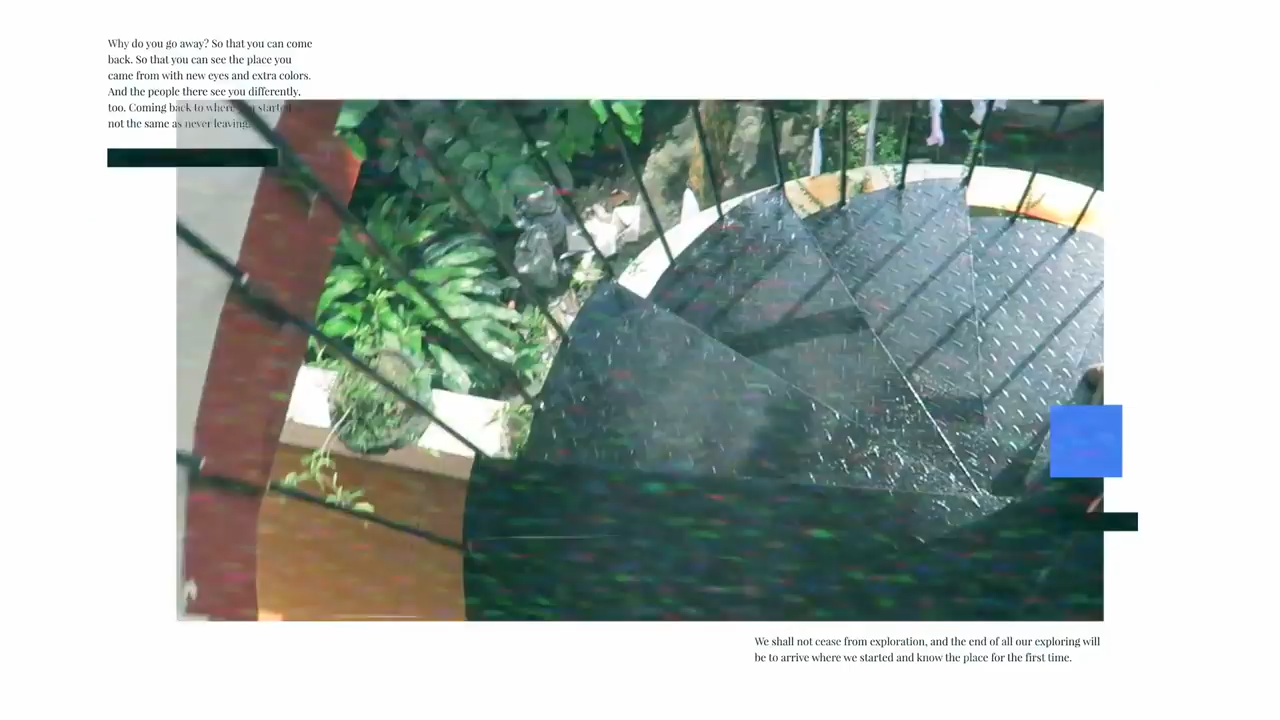 Why do you go away? So that you can come
back. So that you can see the place you
came from with new eyes and extra colors.
And the people there see you differently,
too. Coming back to where you started
not the same as never leaving.
We shall not cease from exploration, and the end of all our exploring will
be to arrive where we started and know the place for the first time.